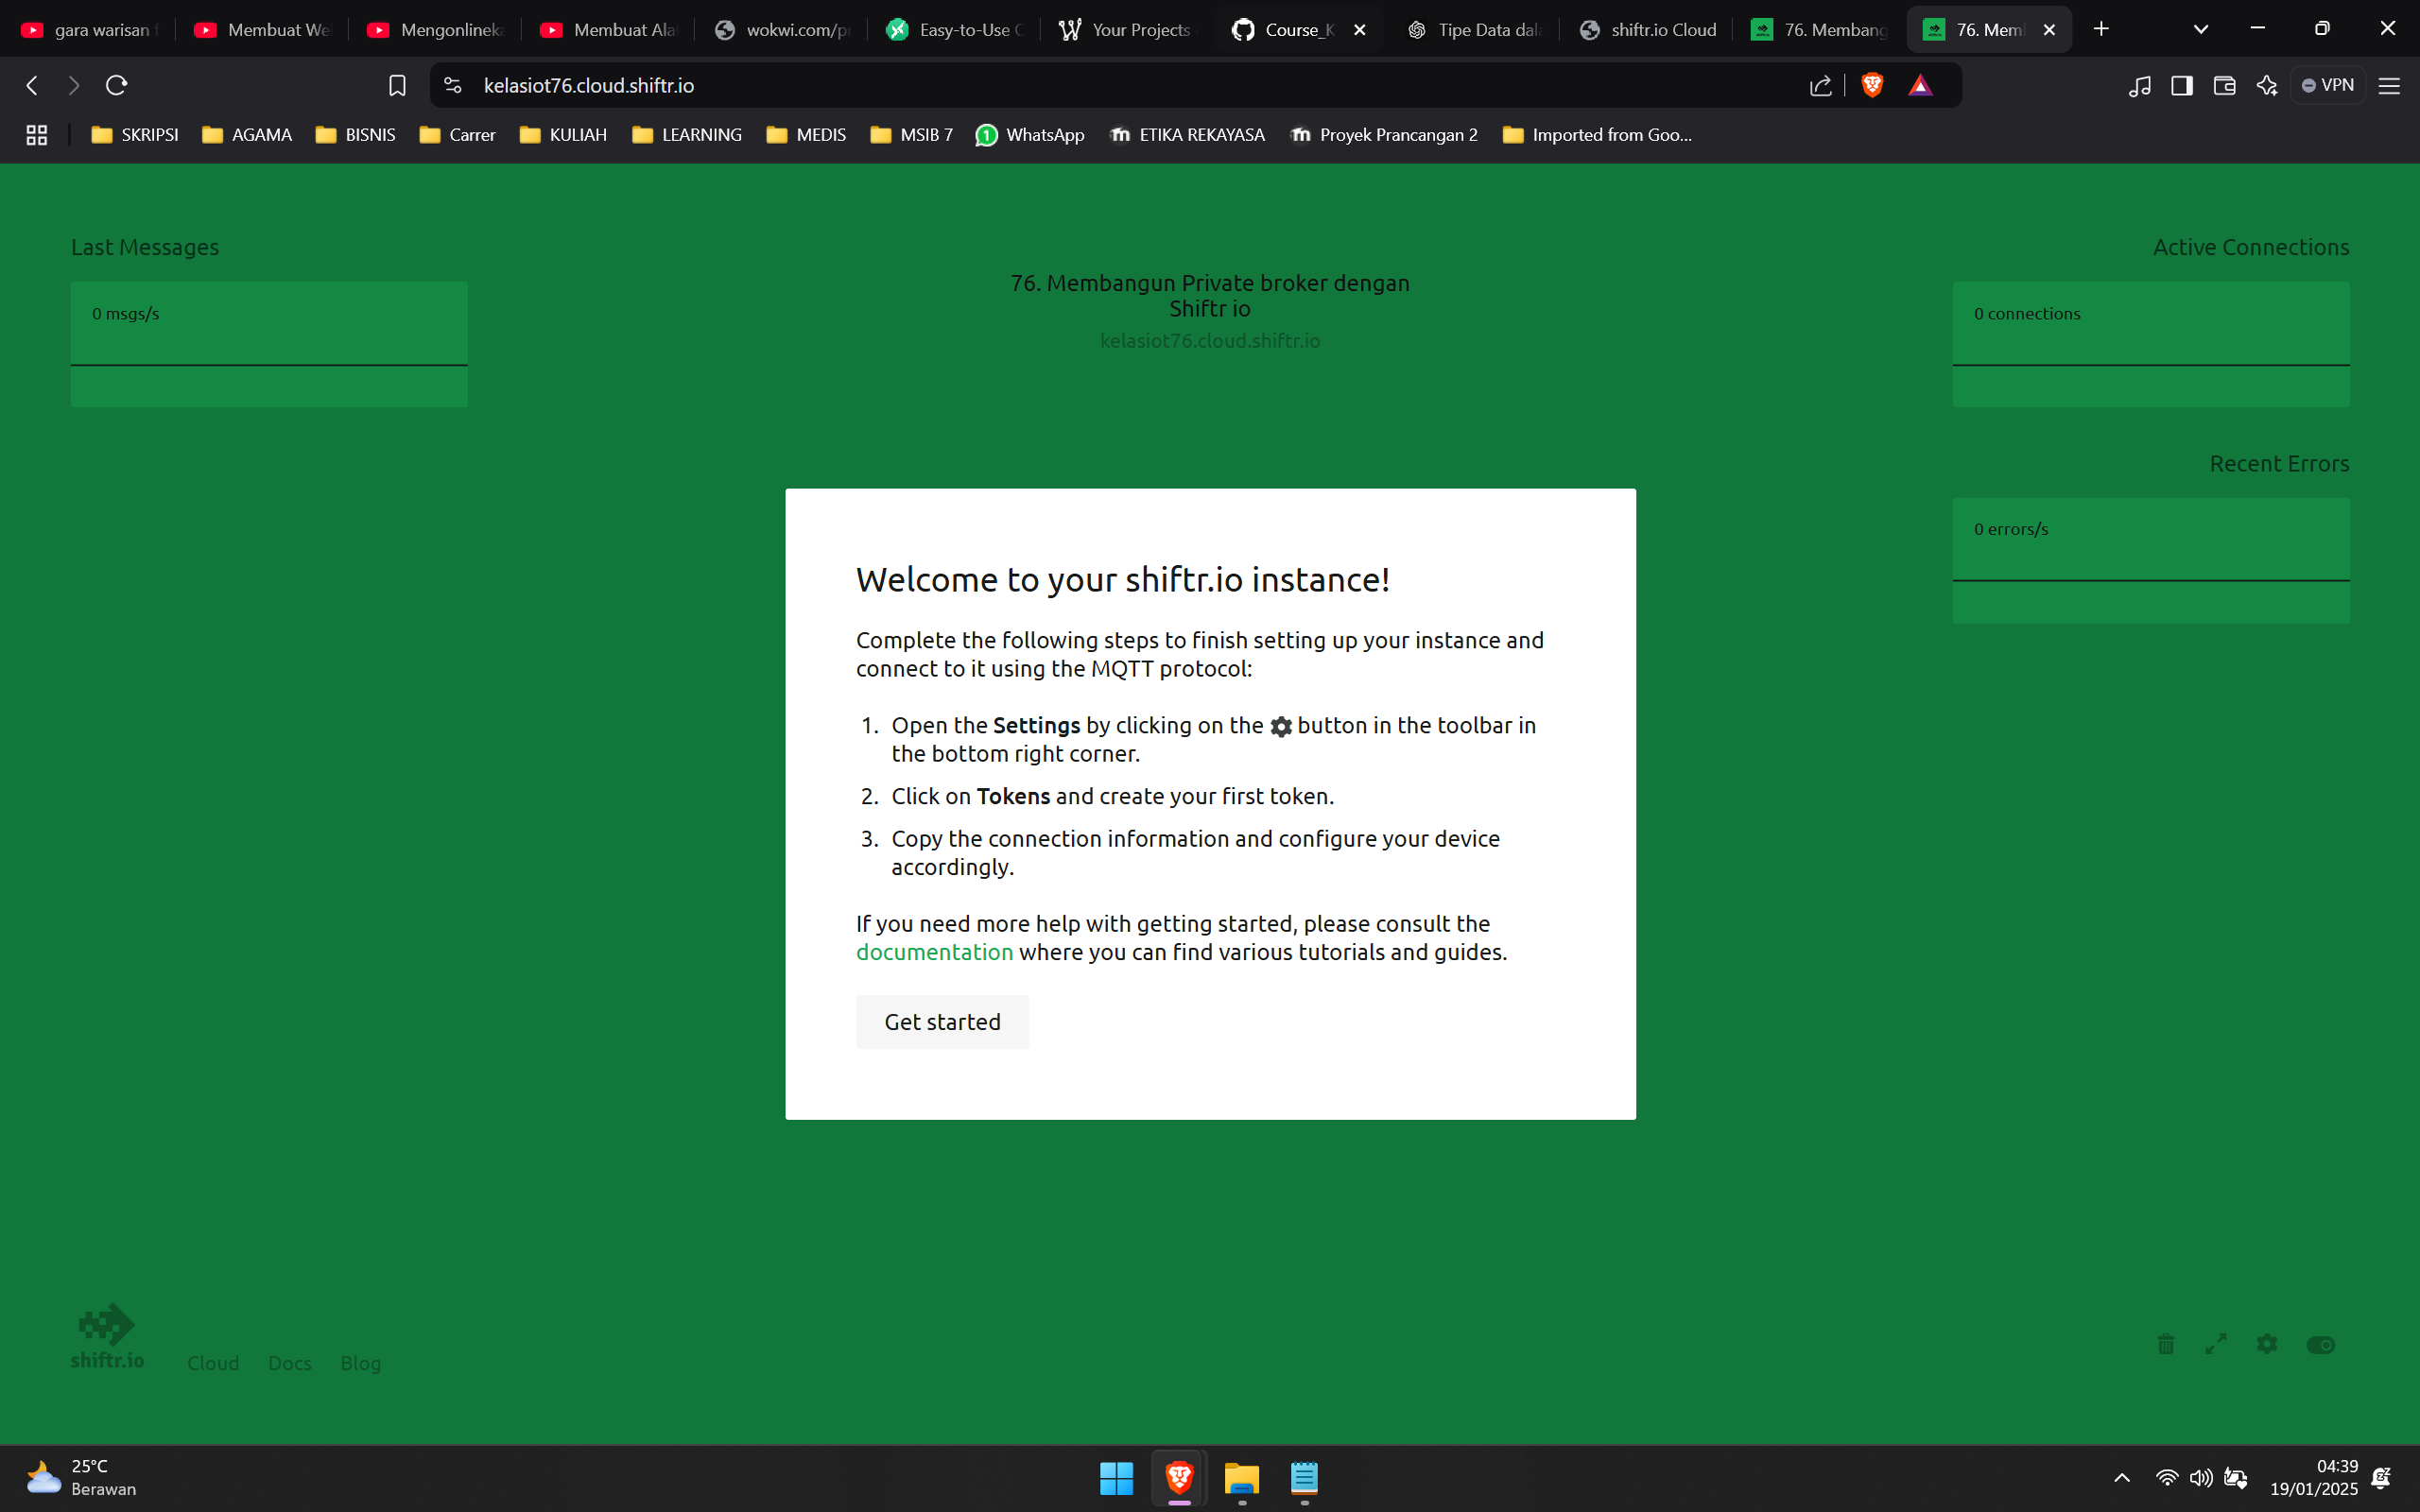 gara warisan f
Membuat We
Mengonlineka
Membuat Ala
wokwi.com/pr
Easy-to-Use C
Your Projects
Course_K
Tipe Data dala
shiftr.io Cloud
76. Membang
76. Mem
kelasiot76.cloud.shiftr.io
VPN
SKRIPSI
AGAMA
BISNIS
Carrer
KULIAH
LEARNING
MEDIS
MSIB 7
1 WhatsApp
ETIKA REKAYASA
Proyek Prancangan 2
Imported from Goo...
Last Messages
0 msgs/s
76. Membangun Private broker dengan
Shiftr io
kelasiot76.cloud.shiftr.io
Active Connections
0 connections
Recent Errors
0 errors/s
Welcome to your shiftr.io instance!
Complete the following steps to finish setting up your instance and
connect to it using the MQTT protocol:
1. Open the Settings by clicking on the button in the toolbar in
the bottom right corner.
2. Click on Tokens and create your first token.
3. Copy the connection information and configure your device
accordingly.
If you need more help with getting started, please consult the
documentation where you can find various tutorials and guides.
Get started
shiftr.io
Cloud
Docs
Blog
25°C
Berawan
04:39
19/01/2025